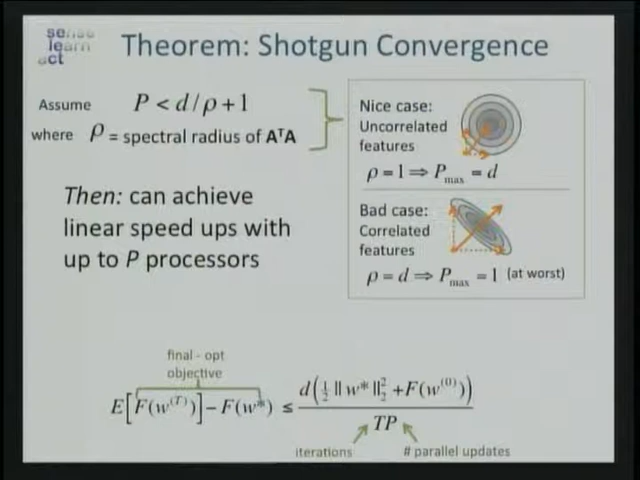 sense
learn
act
Theorem: Shotgun Convergence
Assume P < d / ρ + 1
where ρ = spectral radius of AᵀA
Then: can achieve
linear speed ups with
up to P processors
Nice case:
Uncorrelated
features
ρ = 1 ⇒ P_max = d
Bad case:
Correlated
features
ρ = d ⇒ P_max = 1 (at worst)
final - opt
objective
E[F(w^(T))] − F(w*) ≤ d(½ || w* ||₂² + F(w^(0))) / TP
iterations
# parallel updates